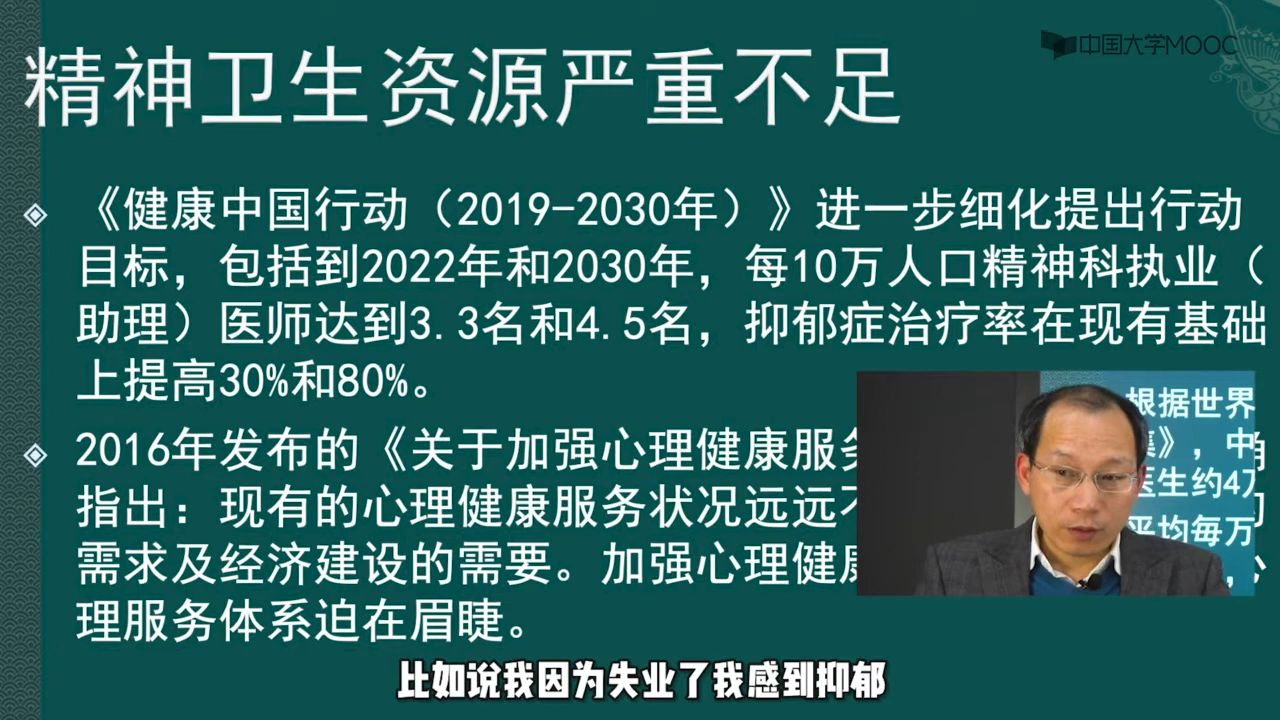 中国大学MOOC
精神卫生资源严重不足
《健康中国行动（2019-2030年）》进一步细化提出行动
目标，包括到2022年和2030年，每10万人口精神科执业（
助理）医师达到3.3名和4.5名，抑郁症治疗率在现有基础
上提高30%和80%。
2016年发布的《关于加强心理健康服
指出：现有的心理健康服务状况远远
需求及经济建设的需要。加强心理健
理服务体系迫在眉睫。
根据世界
》，中
医生约4
平均每万
，心
比如说我因为失业了我感到抑郁